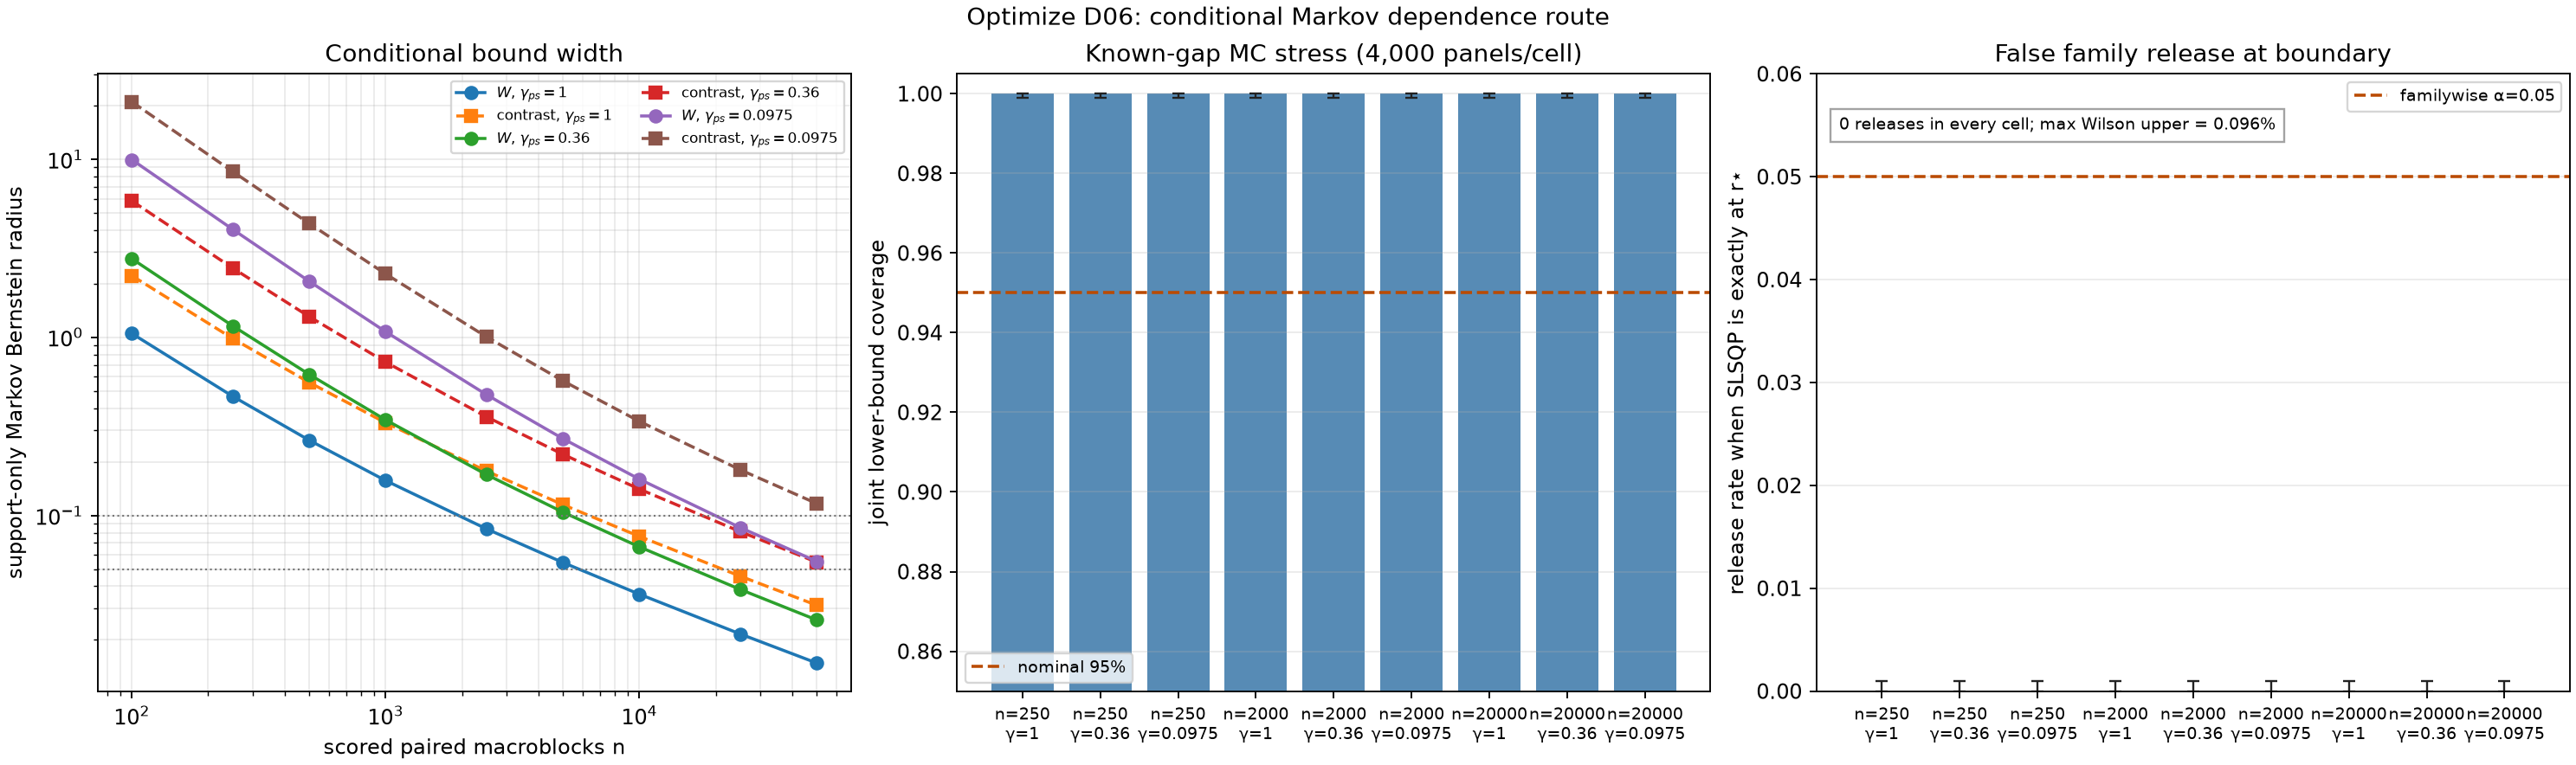 Optimize D06: conditional Markov dependence route
Conditional bound width
support-only Markov Bernstein radius
10¹
10⁰
10⁻¹
W, γps = 1
contrast, γps = 1
W, γps = 0.36
contrast, γps = 0.36
W, γps = 0.0975
contrast, γps = 0.0975
10²
10³
10⁴
scored paired macroblocks n
Known-gap MC stress (4,000 panels/cell)
joint lower-bound coverage
1.00
0.98
0.96
0.94
0.92
0.90
0.88
0.86
nominal 95%
n=250
γ=1
n=250
γ=0.36
n=250
γ=0.0975
n=2000
γ=1
n=2000
γ=0.36
n=2000
γ=0.0975
n=20000
γ=1
n=20000
γ=0.36
n=20000
γ=0.0975
False family release at boundary
release rate when SLSQP is exactly at r⋆
0.06
0.05
0.04
0.03
0.02
0.01
0.00
familywise α=0.05
0 releases in every cell; max Wilson upper = 0.096%
n=250
γ=1
n=250
γ=0.36
n=250
γ=0.0975
n=2000
γ=1
n=2000
γ=0.36
n=2000
γ=0.0975
n=20000
γ=1
n=20000
γ=0.36
n=20000
γ=0.0975